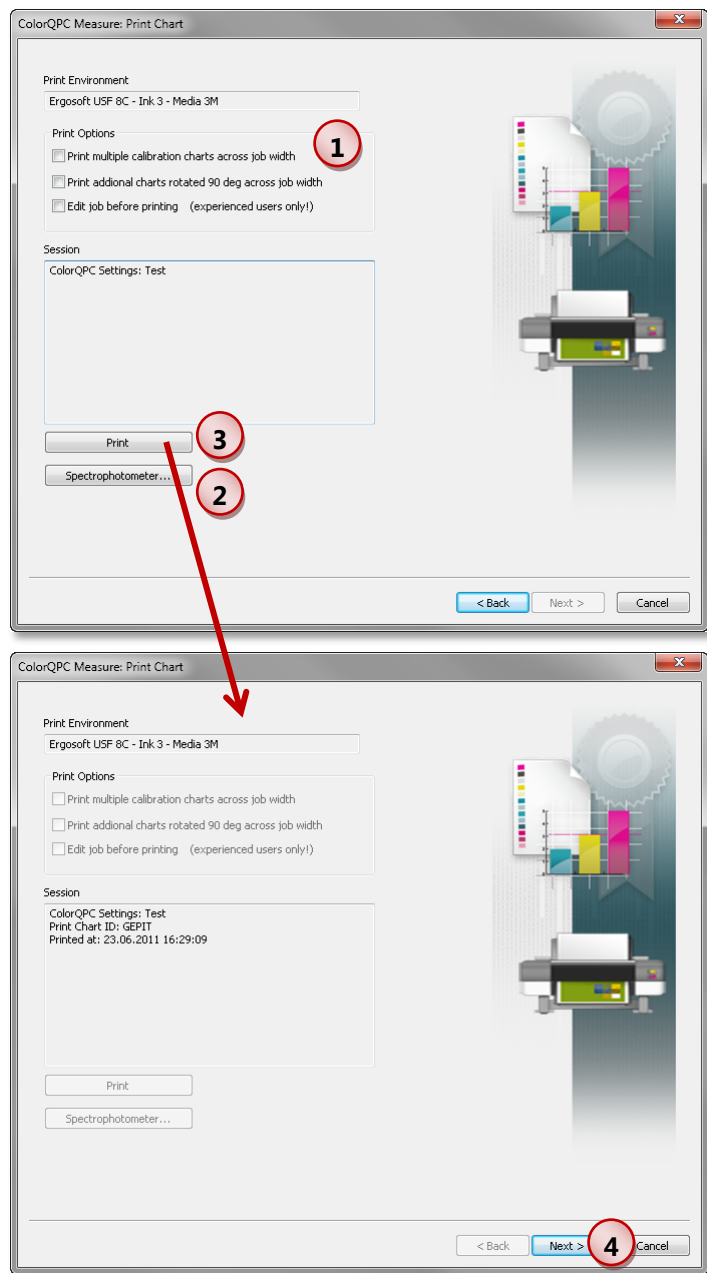 ColorQPC Measure: Print Chart
Print Environment
Ergosoft USF 8C - Ink 3 - Media 3M
Print Options
Print multiple calibration charts across job width
1
Print addional charts rotated 90 deg across job width
Edit job before printing (experienced users only!)
Session
ColorQPC Settings: Test
Print
3
Spectrophotometer...
2
< Back
Next >
Cancel
ColorQPC Measure: Print Chart
Print Environment
Ergosoft USF 8C - Ink 3 - Media 3M
Print Options
Print multiple calibration charts across job width
Print addional charts rotated 90 deg across job width
Edit job before printing (experienced users only!)
Session
ColorQPC Settings: Test
Print Chart ID: GEPIT
Printed at: 23.06.2011 16:29:09
Print
Spectrophotometer...
< Back
Next >
4
Cancel